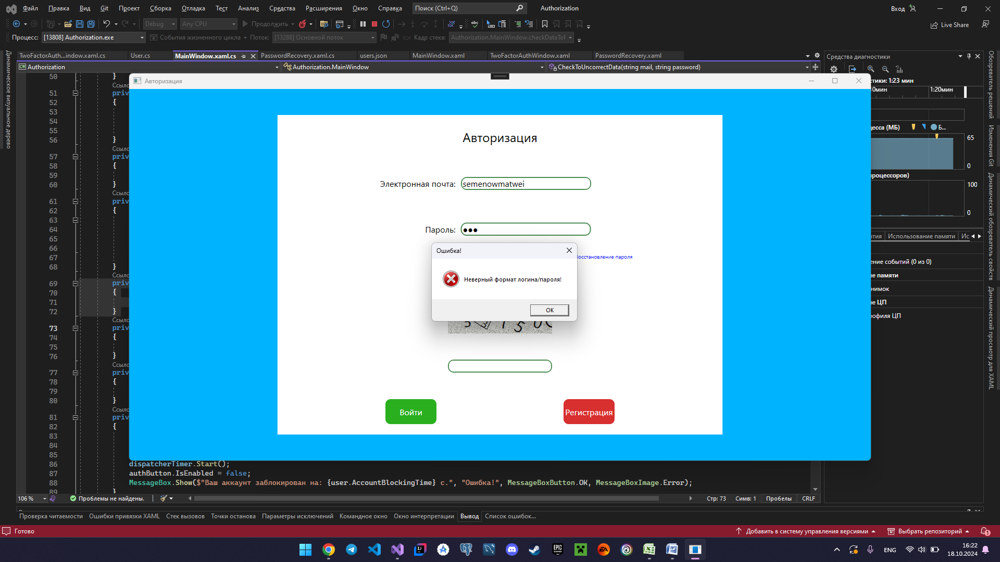 Файл Правка Вид Git Проект Сборка Отладка Тест Анализ Средства Расширения Окно Справка Поиск (Ctrl+Q) Authorization Вход
Debug Any CPU Продолжить Live Share
Процесс: [13808] Authorization.exe События жизненного цикла Поток: [13288] Основной поток Кадр стека: Authorization.MainWindow.checkDataToF
TwoFactorAuth...indow.xaml.cs User.cs MainWindow.xaml.cs PasswordRecovery.xaml.cs users.json MainWindow.xaml TwoFactorAuthWindow.xaml PasswordRecovery.xaml
Authorization Authorization.MainWindow CheckToUncorrectData(string mail, string password)
Динамическое визуальное дерево
50 }
Ссылс
51 priv
52 {
53
54
55
56 }
Ссылс
57 priv
58 {
59
60 }
Ссылс
61 priv
62 {
63
64
65
66
67
68 }
Ссылс
69 priv
70 {
71
72 }
Ссылс
73 priv
74 {
75
76 }
Ссылс
77 priv
78 {
79
80 }
Ссылс
81 priv
82 {
83
84
85
86 dispatcherTimer.Start();
87 authButton.IsEnabled = false;
88 MessageBox.Show($"Ваш аккаунт заблокирован на: {user.AccountBlockingTime} с.", "Ошибка!", MessageBoxButton.OK, MessageBoxImage.Error);
89 }
Авторизация
Авторизация
Электронная почта: semenowmatwei
Пароль: ●●●
Восстановление пароля
Ошибка!
Неверный формат логина/пароля!
OK
Войти Регистрация
Средства диагностики
тики: 1:23 мин
0мин 1:20мин
цесса (МБ) Б...
65
0
процессоров)
100
0
тия Использование памяти Ис
ение событий (0 из 0)
ие памяти
нимок
ие ЦП
рофиля ЦП
Обозреватель решений
Изменения Git
Динамический обозреватель свойств
Динамический просмотр для XAML
106 % Проблемы не найдены. Стр: 73 Симв: 1 Пробелы CRLF
Проверка читаемости Ошибки привязки XAML Стек вызовов Точки останова Параметры исключений Командное окно Окно интерпретации Вывод Список ошибок...
Готово Добавить в систему управления версиями Выбрать репозиторий 1
EPIC GAMES EA ENG 16:22
18.10.2024